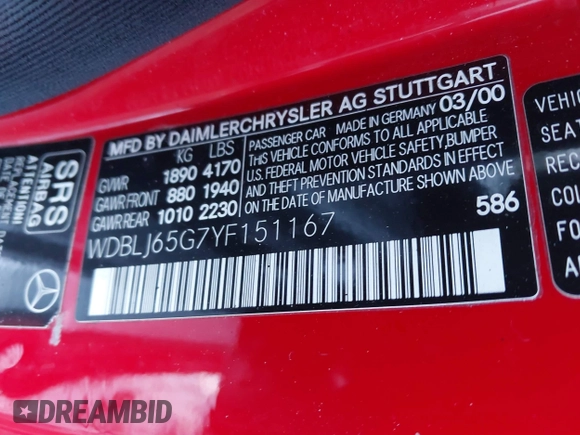 MFD BY DAIMLERCHRYSLER AG STUTTGART
KG LBS
GVWR 1890 4170
GAWR FRONT 880 1940
GAWR REAR 1010 2230
PASSENGER CAR MADE IN GERMANY 03/00
THIS VEHICLE CONFORMS TO ALL APPLICABLE
U.S. FEDERAL MOTOR VEHICLE SAFETY, BUMPER
AND THEFT PREVENTION STANDARDS IN EFFECT
ON THE DATE OF MANUFACTURE SHOWN ABOVE.
586
WDBLJ65G7YF151167
SRS
AIRBAG
ATTENTION
VEHI
SEA
REC
CO
FO
DREAMBID